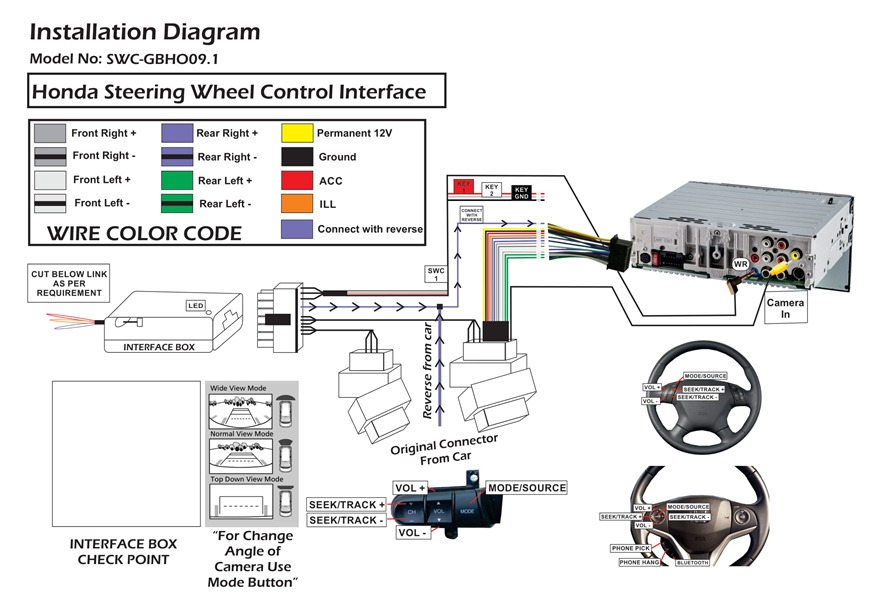 Installation Diagram
Model No: SWC-GBHO09.1
Honda Steering Wheel Control Interface
Front Right +
Rear Right +
Permanent 12V
Front Right -
Rear Right -
Ground
Front Left +
Rear Left +
ACC
Front Left -
Rear Left -
ILL
Connect with reverse
WIRE COLOR CODE
KEY
1
KEY
2
KEY
GND
CONNECT
WITH
REVERSE
SWC
1
WR
Camera
In
CUT BELOW LINK
AS PER
REQUIREMENT
LED
INTERFACE BOX
Reverse from car
Original Connector
From Car
MODE/SOURCE
VOL +
SEEK/TRACK +
SEEK/TRACK -
VOL -
Wide View Mode
Normal View Mode
Top Down View Mode
"For Change
Angle of
Camera Use
Mode Button"
INTERFACE BOX
CHECK POINT
VOL +
MODE/SOURCE
SEEK/TRACK +
SEEK/TRACK -
VOL -
CH
VOL
MODE
VOL +
MODE/SOURCE
SEEK/TRACK +
SEEK/TRACK -
VOL -
PHONE PICK
PHONE HANG
BLUETOOTH